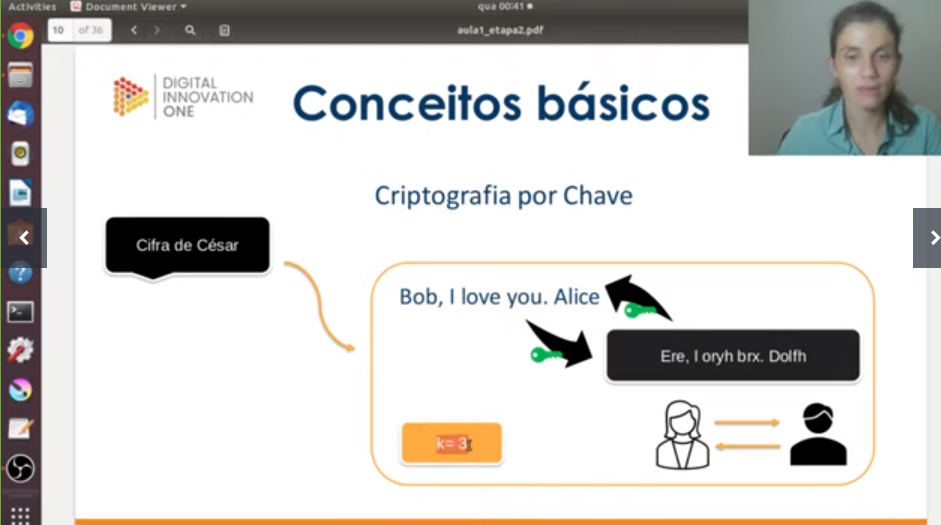 Activities Document Viewer
qua 00:41
10 of 36
aula1_etapa2.pdf
DIGITAL
INNOVATION
ONE
Conceitos básicos
Criptografia por Chave
Cifra de César
Bob, I love you. Alice
Ere, l oryh brx. Dolfh
k= 3